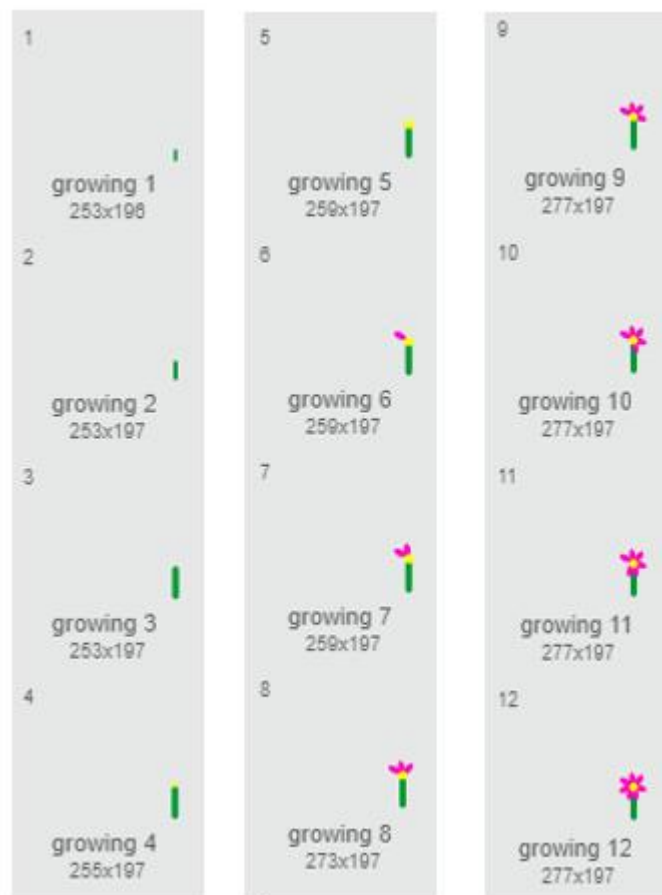 1
growing 1
253x196
2
growing 2
253x197
3
growing 3
253x197
4
growing 4
255x197
5
growing 5
259x197
6
growing 6
259x197
7
growing 7
259x197
8
growing 8
273x197
9
growing 9
277x197
10
growing 10
277x197
11
growing 11
277x197
12
growing 12
277x197